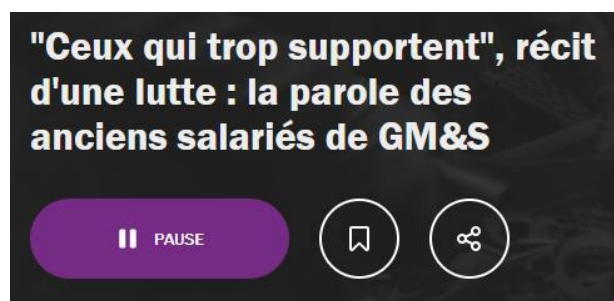 "Ceux qui trop supportent", récit
d'une lutte : la parole des
anciens salariés de GM&S
PAUSE